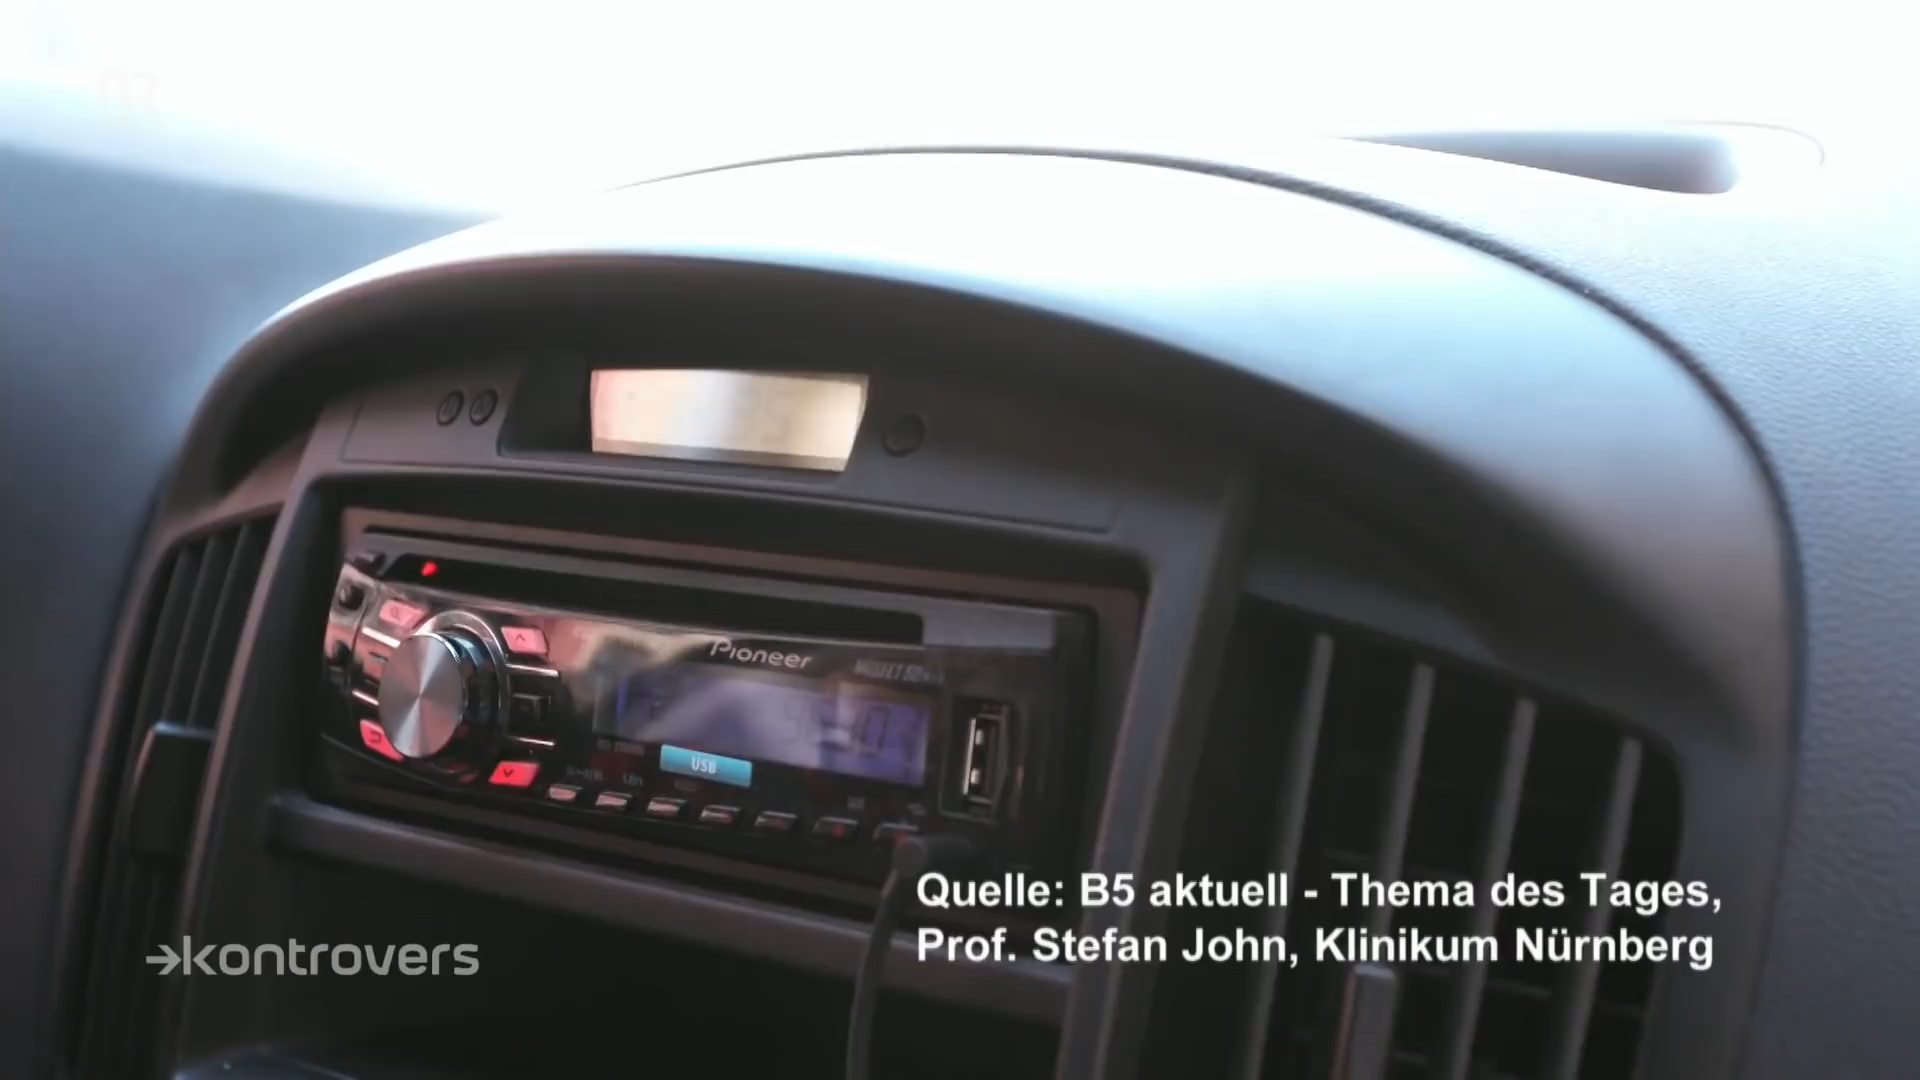 Pioneer
USB
Quelle: B5 aktuell - Thema des Tages,
Prof. Stefan John, Klinikum Nürnberg
kontrovers